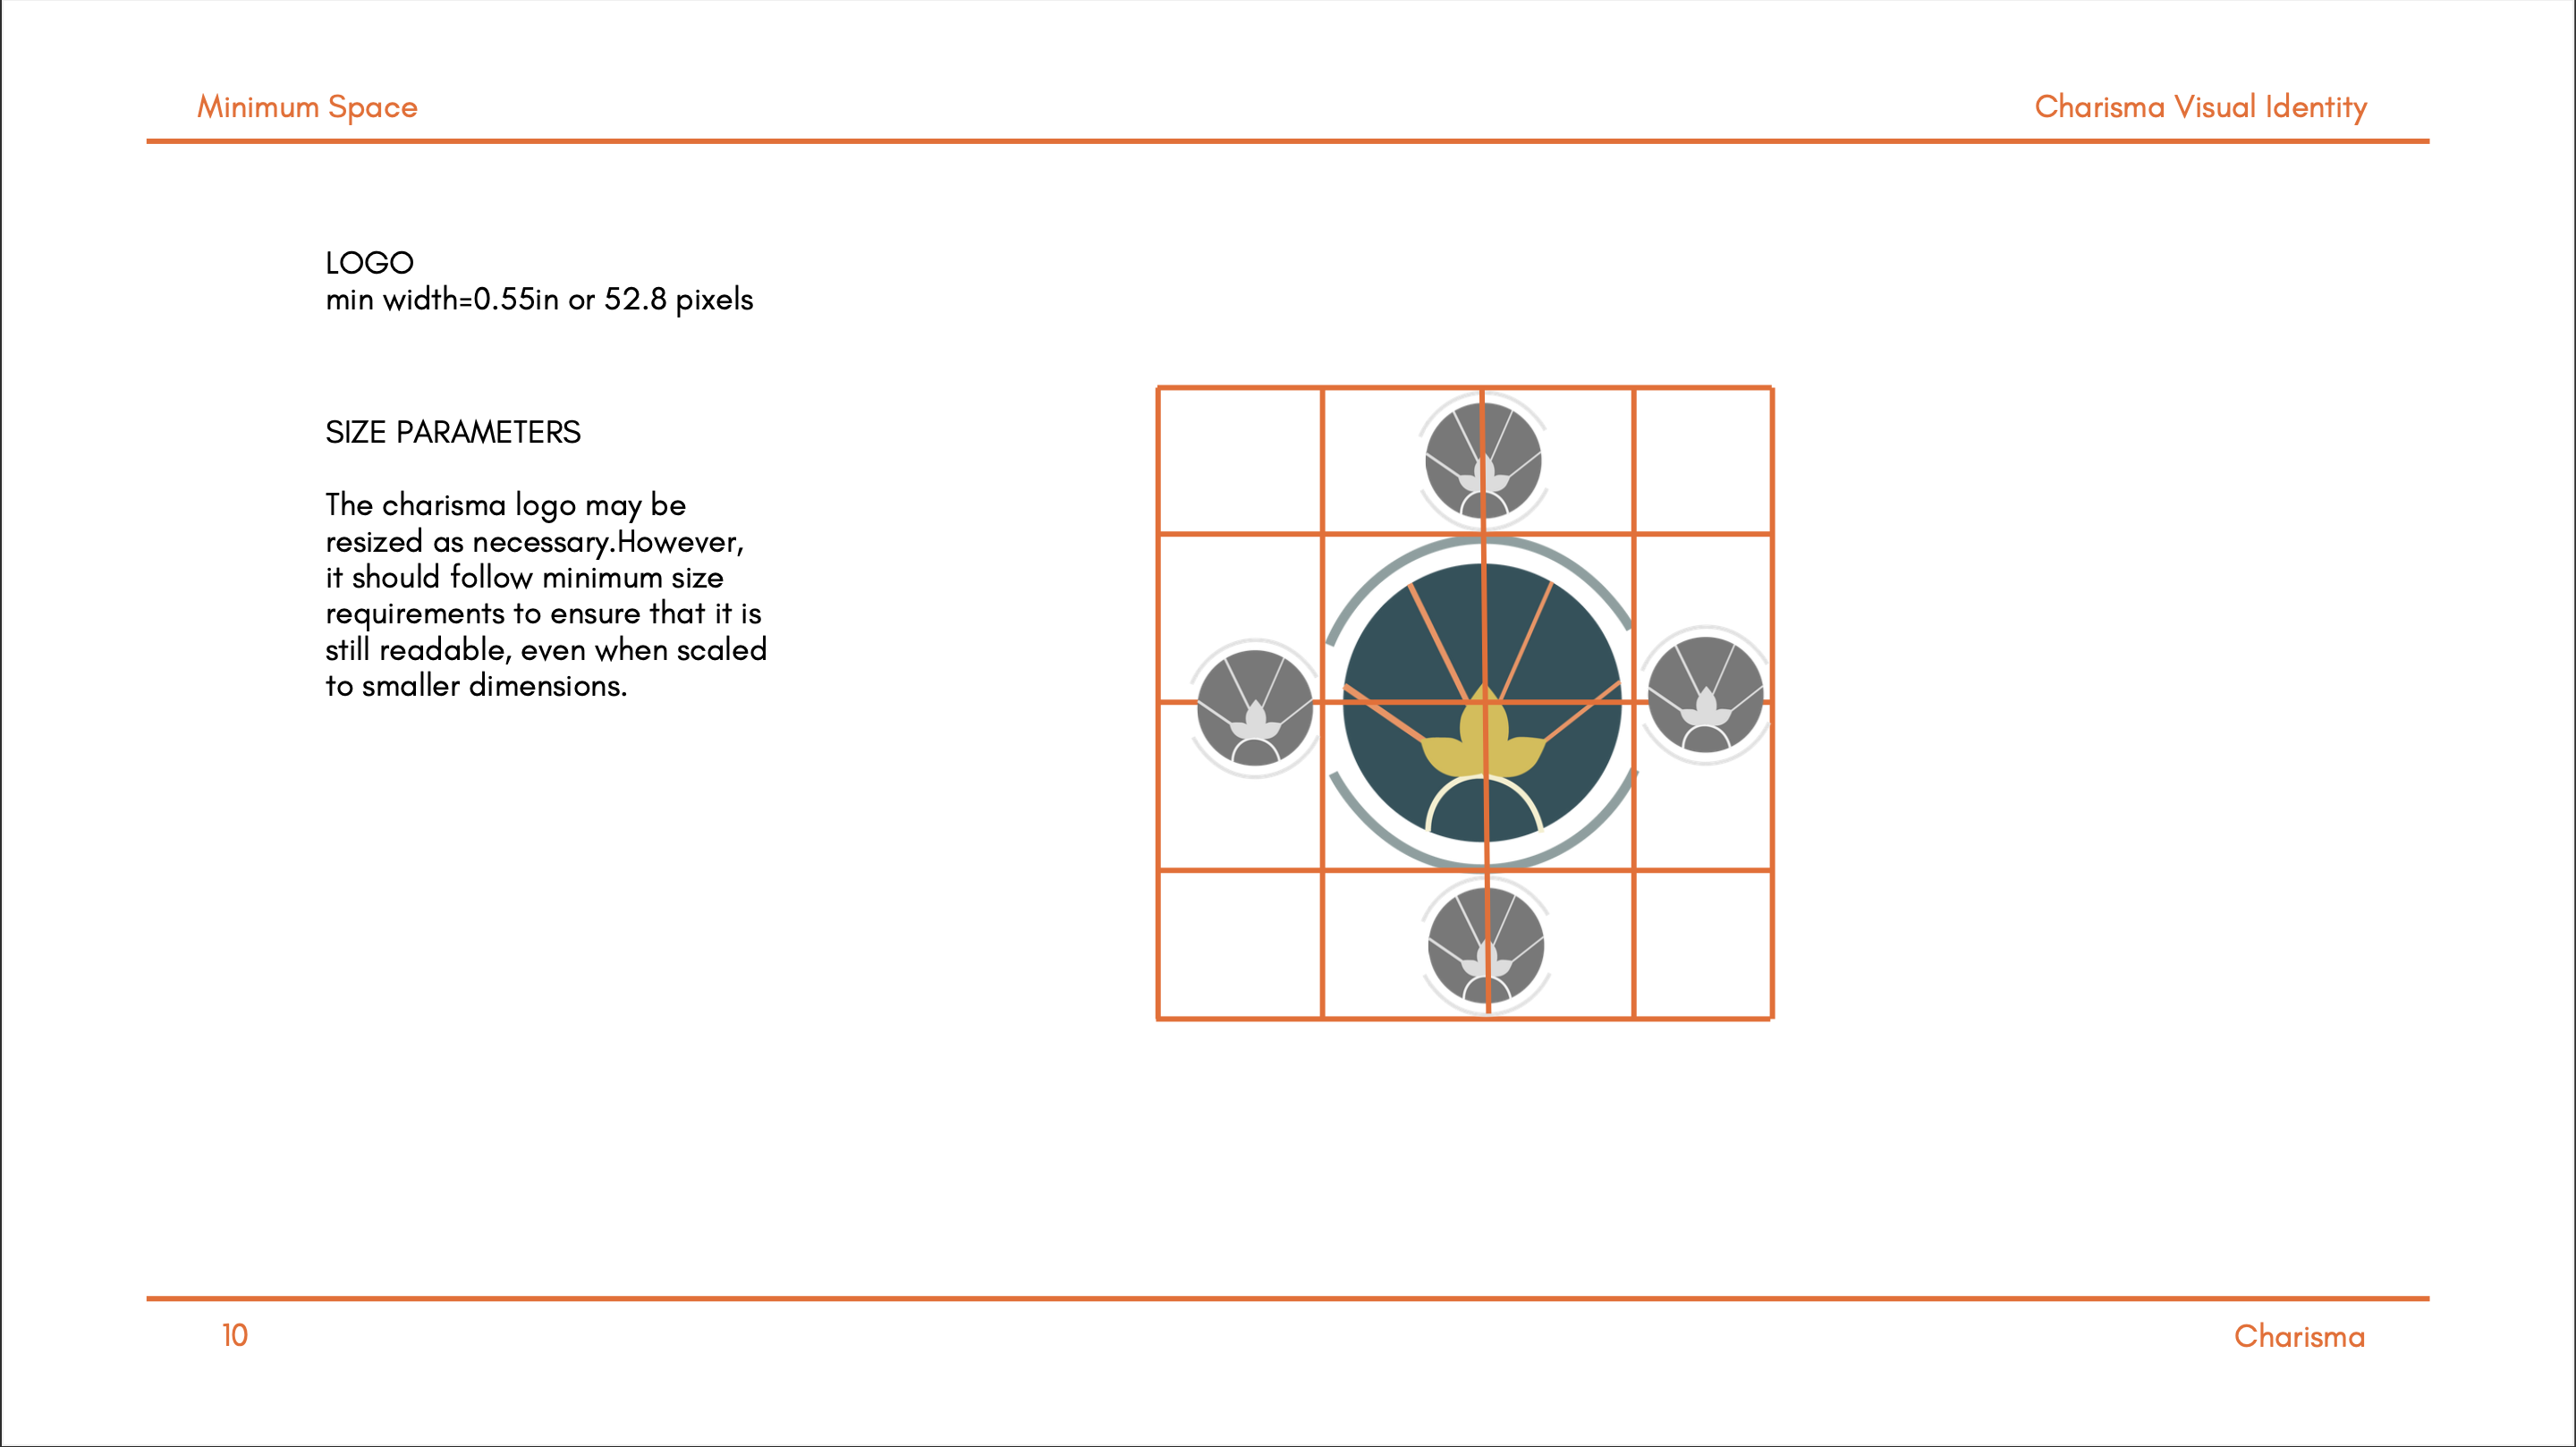 Minimum Space
Charisma Visual Identity
LOGO
min width=0.55in or 52.8 pixels
SIZE PARAMETERS
The charisma logo may be
resized as necessary.However,
it should follow minimum size
requirements to ensure that it is
still readable, even when scaled
to smaller dimensions.
10
Charisma